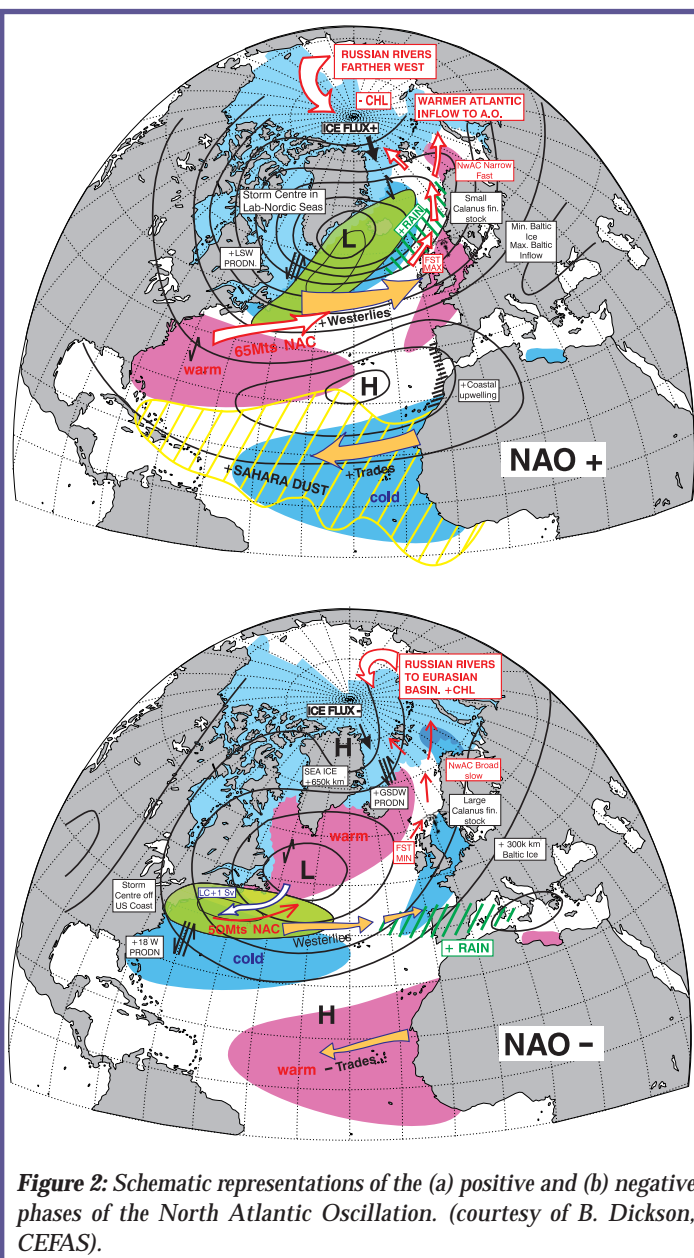 RUSSIAN RIVERS
FARTHER WEST
- CHL
WARMER ATLANTIC
INFLOW TO A.O.
ICE FLUX+
NwAC Narrow
Fast
Storm Centre in
Lab-Nordic Seas
Small
Calanus fin.
stock
+RAIN
L
Min. Baltic
Ice
Max. Baltic
Inflow
+LSW
PRODN
FST
MAX
+Westerlies
65Mts NAC
warm
H
+Coastal
upwelling
NAO +
+Trades
+SAHARA DUST
cold
RUSSIAN RIVERS
TO EURASIAN
BASIN. +CHL
ICE FLUX-
H
SEA ICE
+650k km
+GSDW
PRODN
NwAC Broad
slow
Large
Calanus fin.
stock
warm
FST
MIN
+ 300k km
Baltic Ice
L
Storm
Centre off
US Coast
LC+1 Sv
50Mts NAC
Westerlies
+18 W
PRODN
cold
+ RAIN
H
NAO −
warm
− Trades
Figure 2: Schematic representations of the (a) positive and (b) negative
phases of the North Atlantic Oscillation. (courtesy of B. Dickson,
CEFAS).